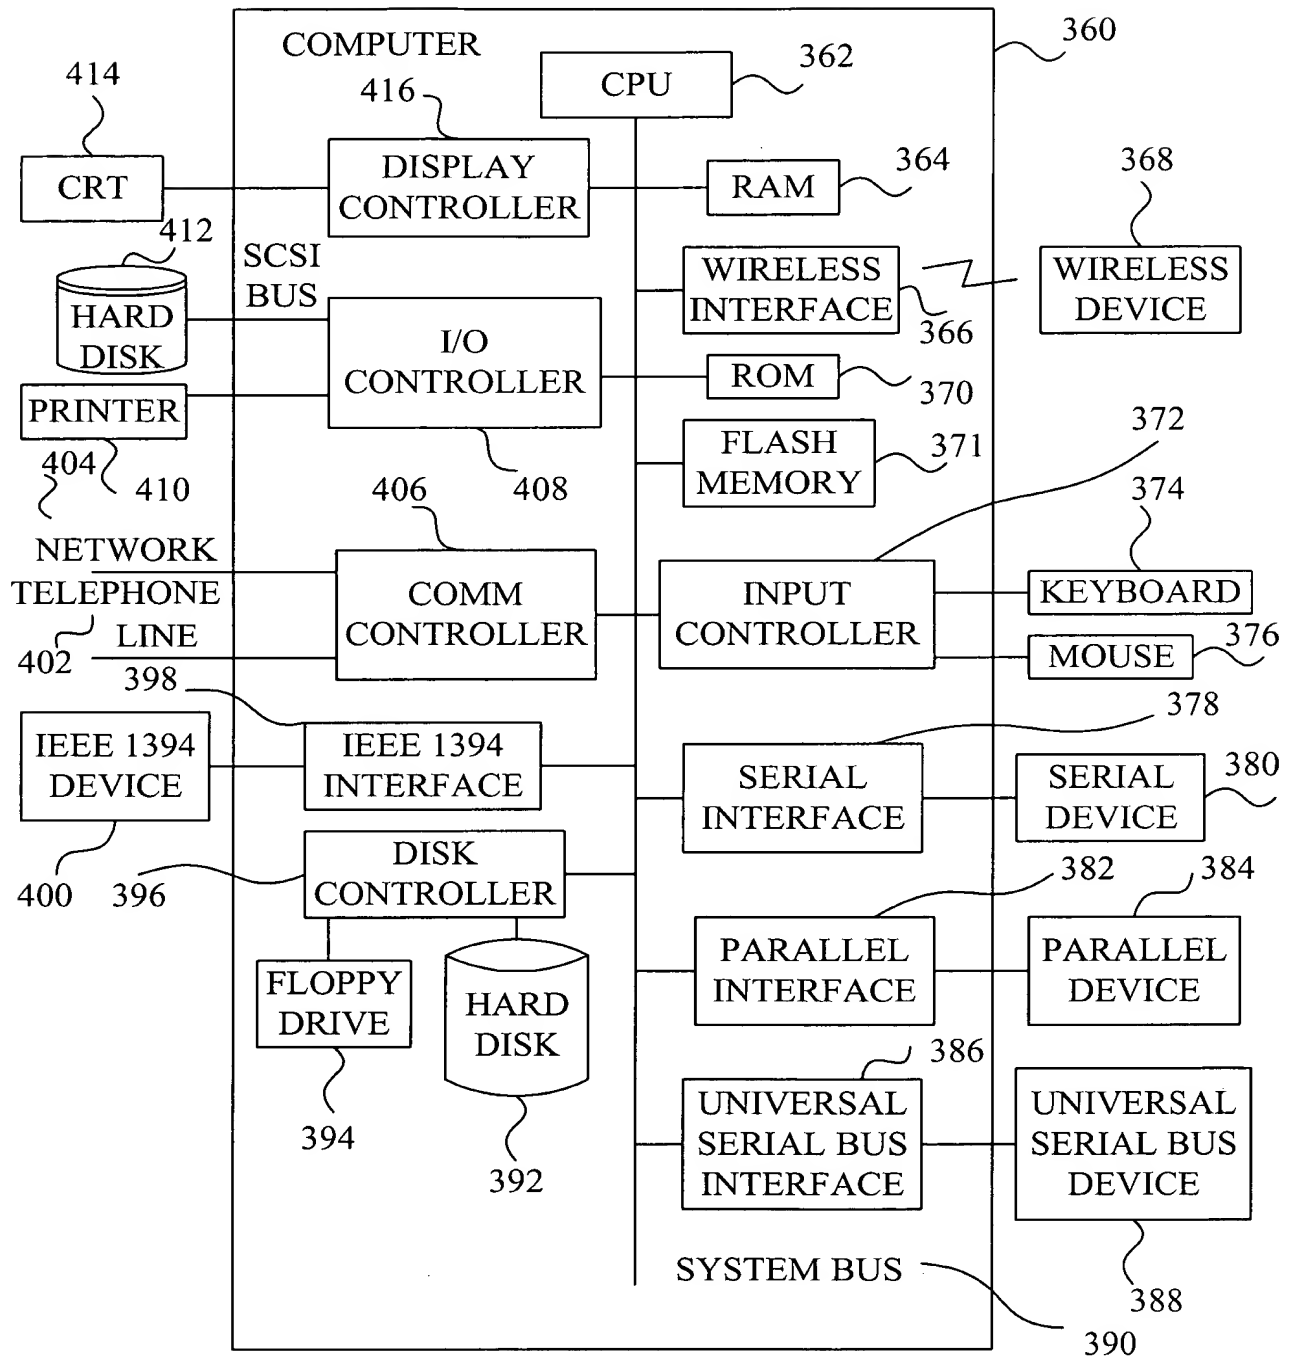 COMPUTER
360
362
CPU
414
416
CRT
DISPLAY
CONTROLLER
RAM
364
368
412
SCSI
BUS
HARD
DISK
WIRELESS
INTERFACE
366
WIRELESS
DEVICE
I/O
CONTROLLER
ROM
370
PRINTER
372
404
410
406
408
FLASH
MEMORY
371
374
NETWORK
TELEPHONE
LINE
402
COMM
CONTROLLER
INPUT
CONTROLLER
KEYBOARD
MOUSE
376
398
378
IEEE 1394
DEVICE
IEEE 1394
INTERFACE
SERIAL
INTERFACE
SERIAL
DEVICE
380
400
396
DISK
CONTROLLER
382
384
FLOPPY
DRIVE
HARD
DISK
PARALLEL
INTERFACE
PARALLEL
DEVICE
386
394
392
UNIVERSAL
SERIAL BUS
INTERFACE
UNIVERSAL
SERIAL BUS
DEVICE
SYSTEM BUS
388
390